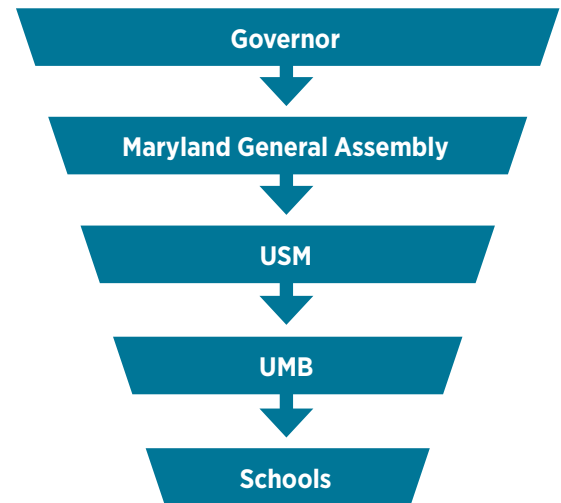 Governor
Maryland General Assembly
USM
UMB
Schools